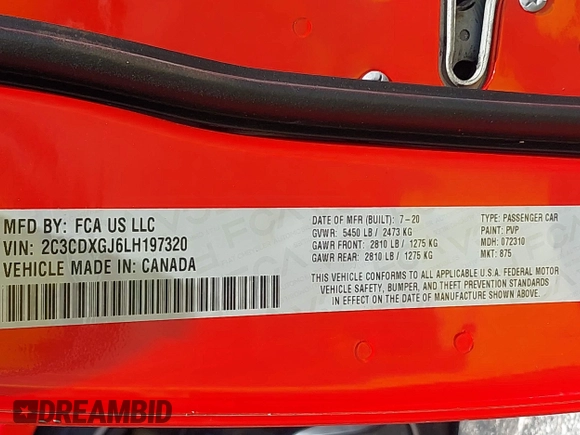 MFD BY: FCA US LLC
VIN: 2C3CDXGJ6LH197320
VEHICLE MADE IN: CANADA
DATE OF MFR (BUILT): 7-20
GVWR: 5450 LB / 2473 KG
GAWR FRONT: 2810 LB / 1275 KG
GAWR REAR: 2810 LB / 1275 KG
TYPE: PASSENGER CAR
PAINT: PVP
MDH: 072310
MKT: 875
THIS VEHICLE CONFORMS TO ALL APPLICABLE U.S.A. FEDERAL MOTOR
VEHICLE SAFETY, BUMPER, AND THEFT PREVENTION STANDARDS
IN EFFECT ON THE DATE OF MANUFACTURE SHOWN ABOVE.
DREAMBID